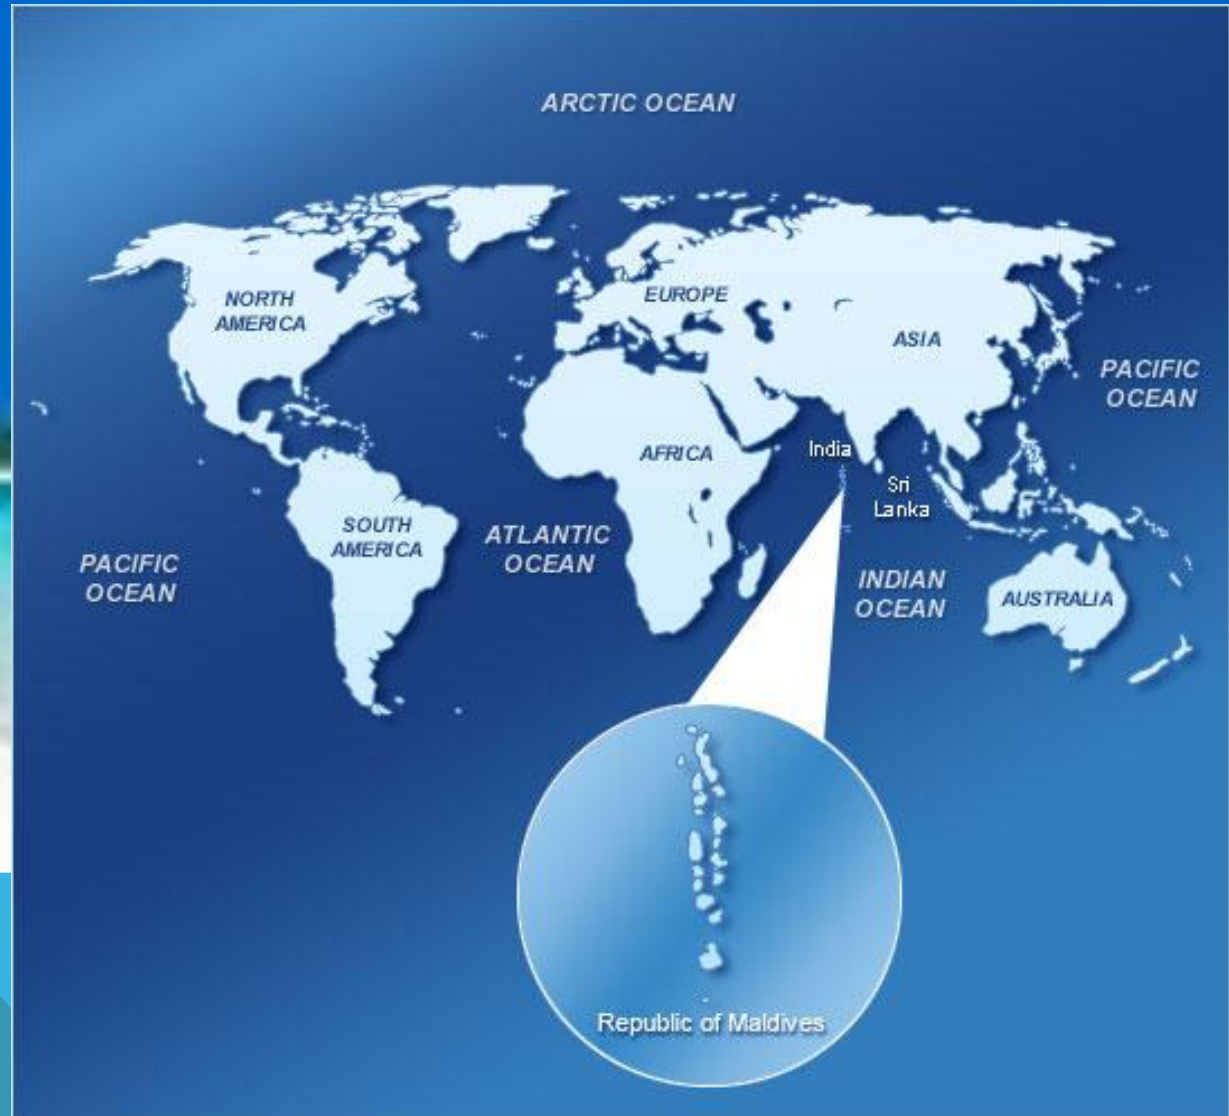 ARCTIC OCEAN
NORTH
AMERICA
EUROPE
ASIA
PACIFIC
OCEAN
AFRICA
India
Sri
Lanka
SOUTH
AMERICA
ATLANTIC
OCEAN
PACIFIC
OCEAN
INDIAN
OCEAN
AUSTRALIA
Republic of Maldives